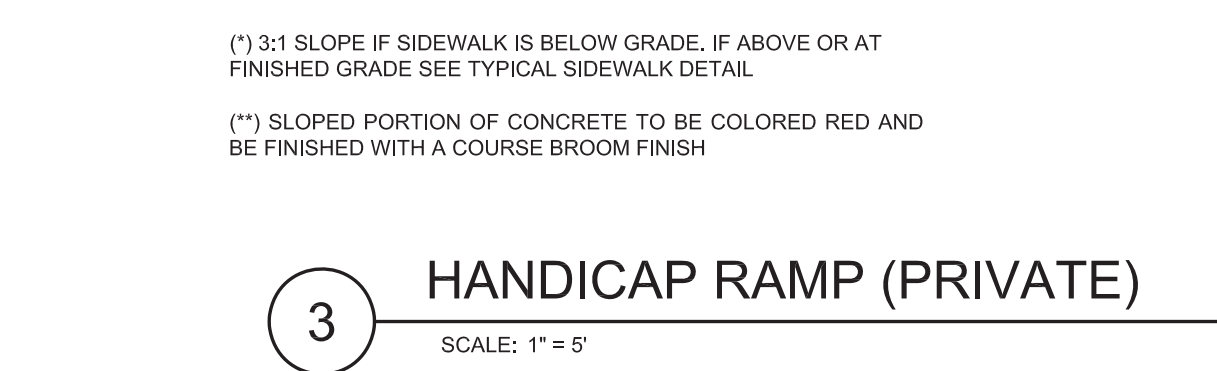 (*) 3:1 SLOPE IF SIDEWALK IS BELOW GRADE. IF ABOVE OR AT
FINISHED GRADE SEE TYPICAL SIDEWALK DETAIL
(**) SLOPED PORTION OF CONCRETE TO BE COLORED RED AND
BE FINISHED WITH A COURSE BROOM FINISH
3
HANDICAP RAMP (PRIVATE)
SCALE: 1" = 5'